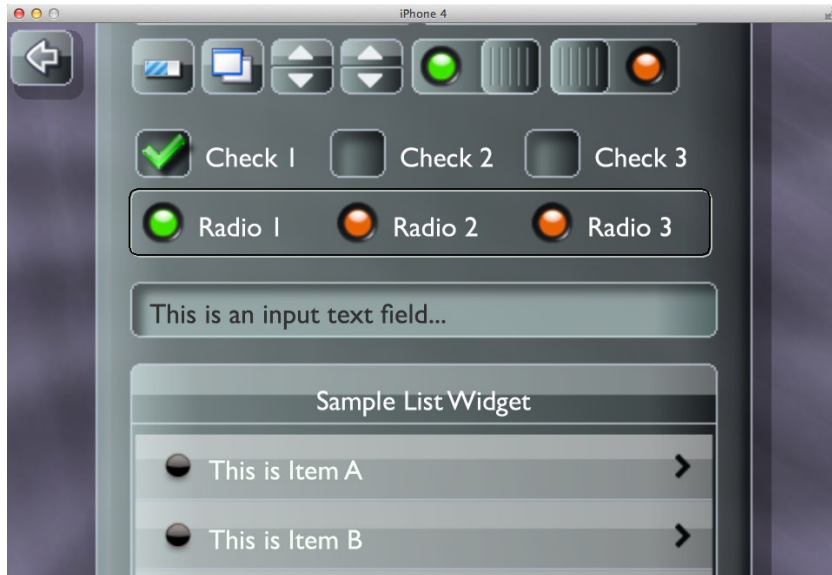 iPhone 4
Check 1 Check 2 Check 3
Radio 1 Radio 2 Radio 3
This is an input text field...
Sample List Widget
This is Item A
This is Item B